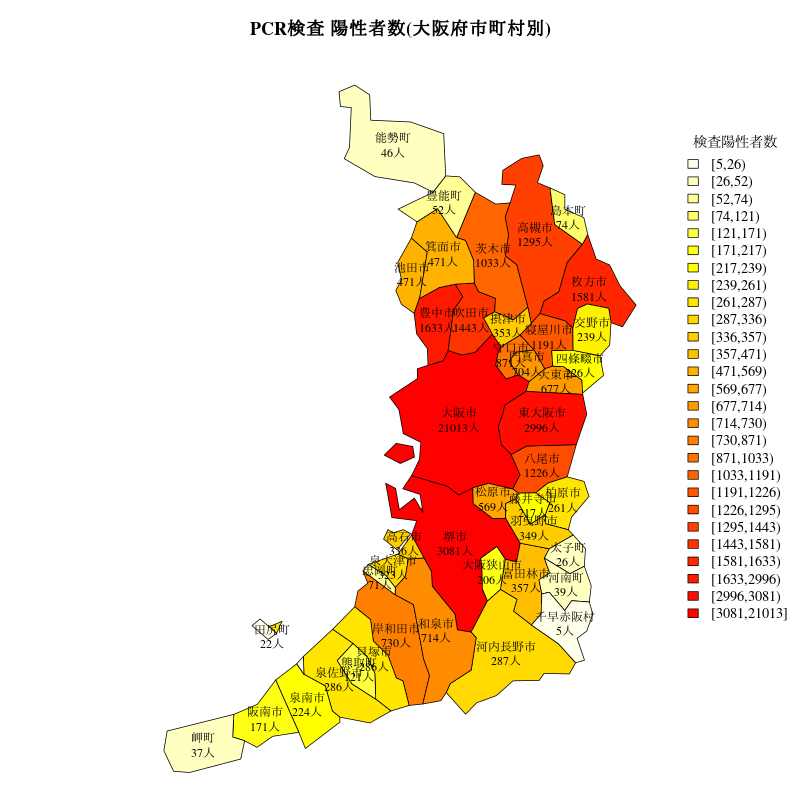 PCR検査 陽性者数(大阪府市町村別)
能勢町
46人
豊能町
52人
島本町
74人
高槻市
1295人
茨木市
1033人
箕面市
471人
池田市
471人
枚方市
1581人
豊中市
1633人
吹田市
1443人
摂津市
353人
交野市
239人
寝屋川市
1191人
守口市
871人
門真市
704人
四條畷市
226人
大東市
677人
大阪市
21013人
東大阪市
2996人
八尾市
1226人
松原市
569人
藤井寺市
217人
柏原市
261人
羽曳野市
349人
堺市
3081人
高石市
336人
泉大津市
323人
忠岡町
71人
大阪狭山市
206人
富田林市
357人
太子町
26人
河南町
39人
千早赤阪村
5人
河内長野市
287人
和泉市
714人
岸和田市
730人
貝塚市
286人
熊取町
121人
泉佐野市
286人
田尻町
22人
泉南市
224人
阪南市
171人
岬町
37人
検査陽性者数
[5,26)
[26,52)
[52,74)
[74,121)
[121,171)
[171,217)
[217,239)
[239,261)
[261,287)
[287,336)
[336,357)
[357,471)
[471,569)
[569,677)
[677,714)
[714,730)
[730,871)
[871,1033)
[1033,1191)
[1191,1226)
[1226,1295)
[1295,1443)
[1443,1581)
[1581,1633)
[1633,2996)
[2996,3081)
[3081,21013]